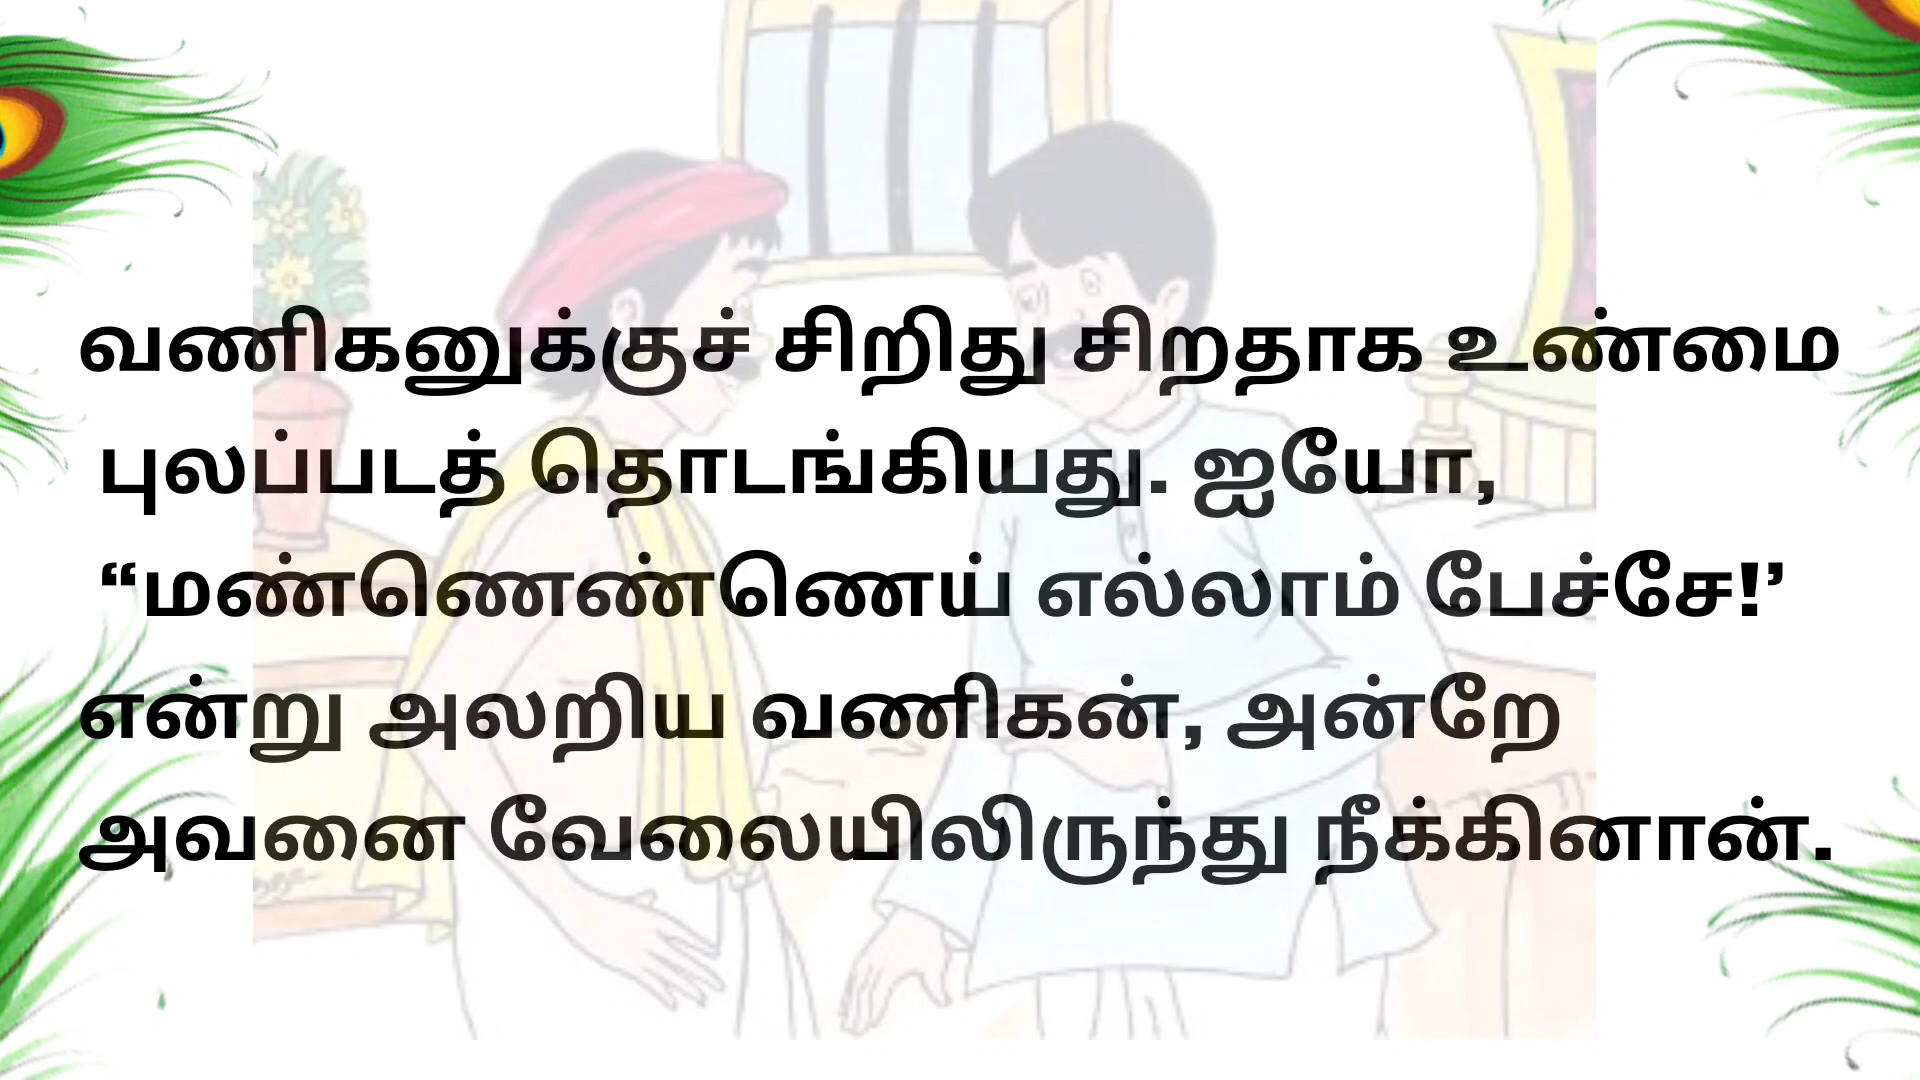 வணிகனுக்குச் சிறிது சிறதாக உண்மை
புலப்படத் தொடங்கியது. ஐயோ,
“மண்ணெண்ணெய் எல்லாம் பேச்சே!’
என்று அலறிய வணிகன், அன்றே
அவனை வேலையிலிருந்து நீக்கினான்.